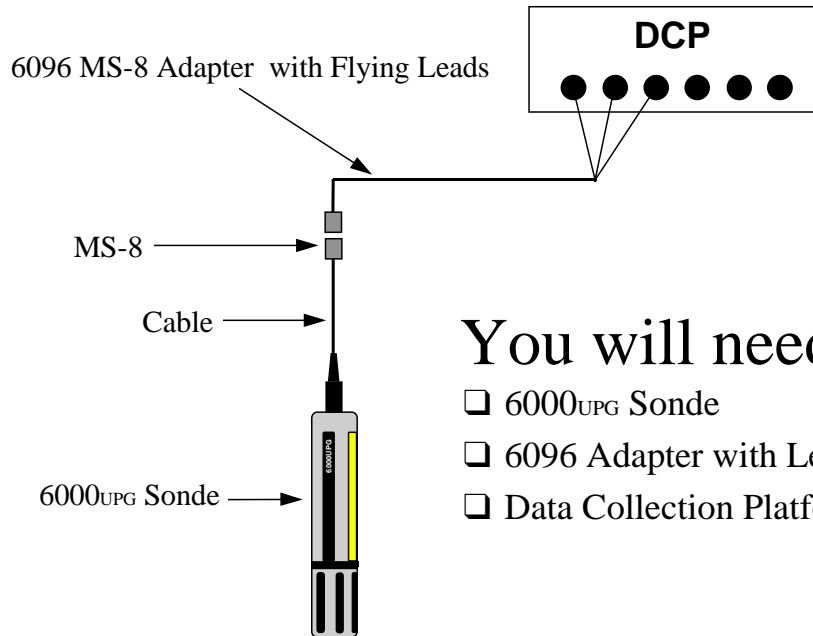 DCP
6096 MS-8 Adapter with Flying Leads
MS-8
Cable
You will need
❏ 6000UPG Sonde
❏ 6096 Adapter with Le
❏ Data Collection Platf
6000UPG
6000UPG Sonde